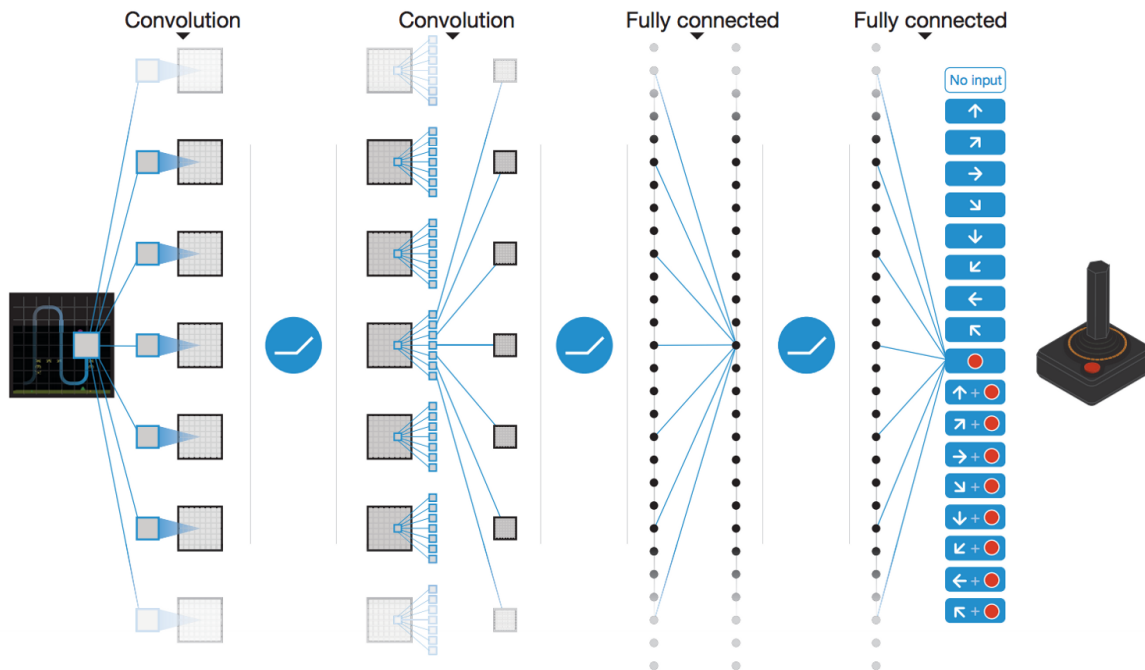 Convolution
Convolution
Fully connected
Fully connected
No input
+
+
+
+
+
+
+
+